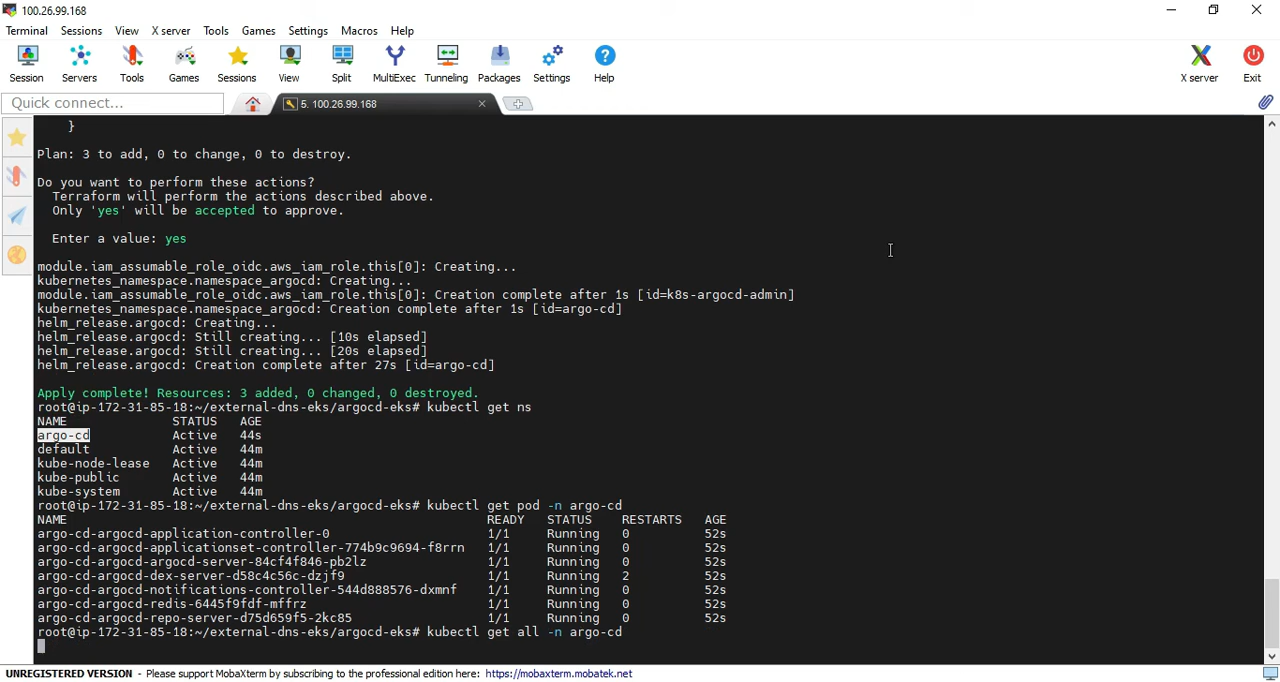 100.26.99.168
Terminal Sessions View X server Tools Games Settings Macros Help
Session Servers Tools Games Sessions View Split MultiExec Tunneling Packages Settings Help X server Exit
Quick connect... 5. 100.26.99.168
}
Plan: 3 to add, 0 to change, 0 to destroy.
Do you want to perform these actions?
Terraform will perform the actions described above.
Only 'yes' will be accepted to approve.
Enter a value: yes
module.iam_assumable_role_oidc.aws_iam_role.this[0]: Creating...
kubernetes_namespace.namespace_argocd: Creating...
module.iam_assumable_role_oidc.aws_iam_role.this[0]: Creation complete after 1s [id=k8s-argocd-admin]
kubernetes_namespace.namespace_argocd: Creation complete after 1s [id=argo-cd]
helm_release.argocd: Creating...
helm_release.argocd: Still creating... [10s elapsed]
helm_release.argocd: Still creating... [20s elapsed]
helm_release.argocd: Creation complete after 27s [id=argo-cd]
Apply complete! Resources: 3 added, 0 changed, 0 destroyed.
root@ip-172-31-85-18:~/external-dns-eks/argocd-eks# kubectl get ns
NAME STATUS AGE
argo-cd Active 44s
default Active 44m
kube-node-lease Active 44m
kube-public Active 44m
kube-system Active 44m
root@ip-172-31-85-18:~/external-dns-eks/argocd-eks# kubectl get pod -n argo-cd
NAME READY STATUS RESTARTS AGE
argo-cd-argocd-application-controller-0 1/1 Running 0 52s
argo-cd-argocd-applicationset-controller-774b9c9694-f8rrn 1/1 Running 0 52s
argo-cd-argocd-argocd-server-84cf4f846-pb2lz 1/1 Running 0 52s
argo-cd-argocd-dex-server-d58c4c56c-dzjf9 1/1 Running 2 52s
argo-cd-argocd-notifications-controller-544d888576-dxmnf 1/1 Running 0 52s
argo-cd-argocd-redis-6445f9fdf-mffrz 1/1 Running 0 52s
argo-cd-argocd-repo-server-d75d659f5-2kc85 1/1 Running 0 52s
root@ip-172-31-85-18:~/external-dns-eks/argocd-eks# kubectl get all -n argo-cd
UNREGISTERED VERSION - Please support MobaXterm by subscribing to the professional edition here: https://mobaxterm.mobatek.net